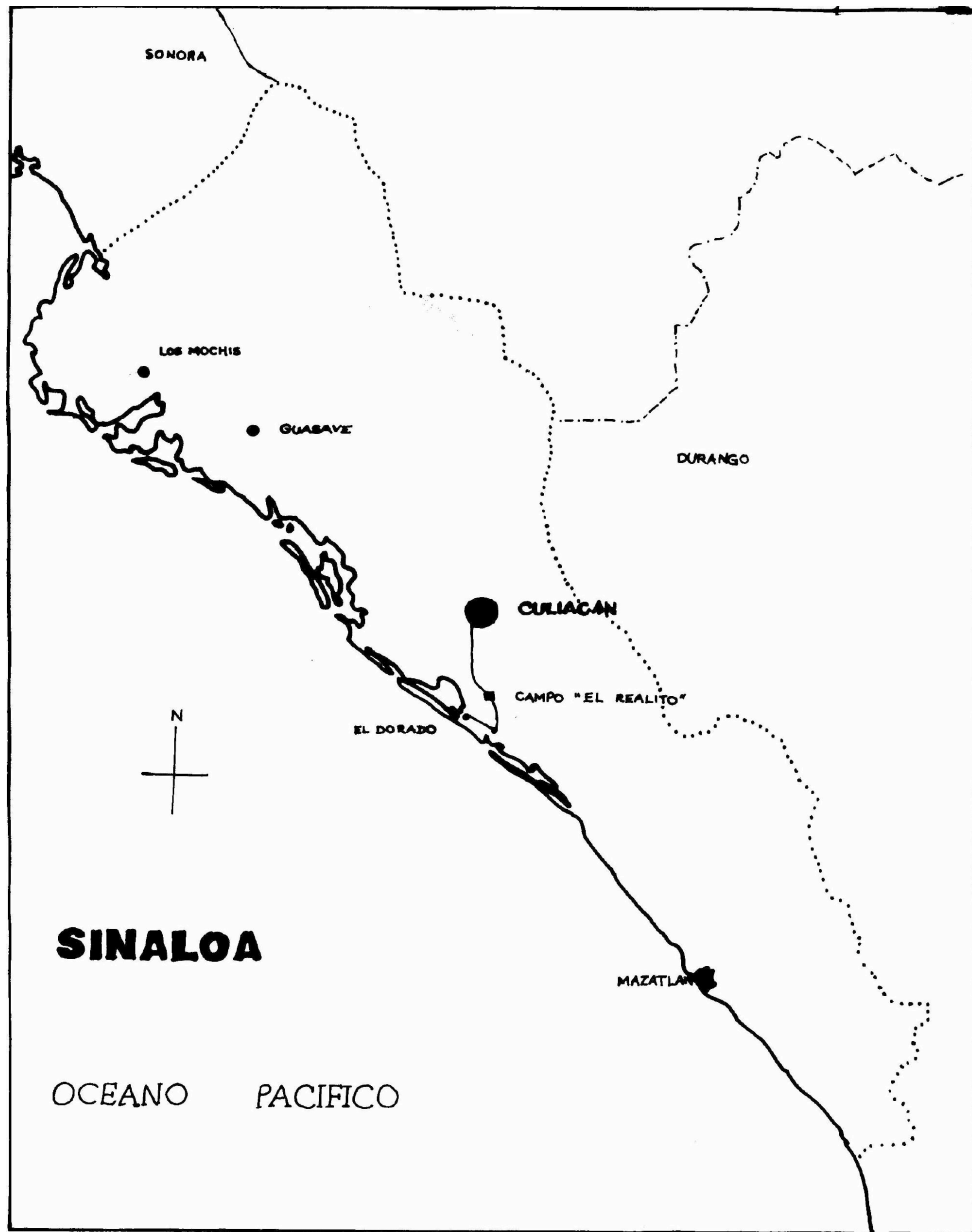 SONORA
LOS MOCHIS
GUASAVE
DURANGO
CULIACAN
CAMPO "EL REALITO"
EL DORADO
N
SINALOA
MAZATLAN
OCEANO PACIFICO